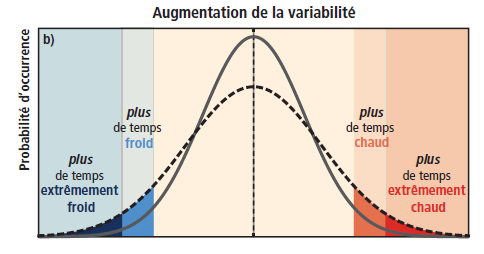 Augmentation de la variabilité
Probabilité d'occurrence
b)
plus
de temps
froid
plus
de temps
extrêmement
froid
plus
de temps
chaud
plus
de temps
extrêmement
chaud